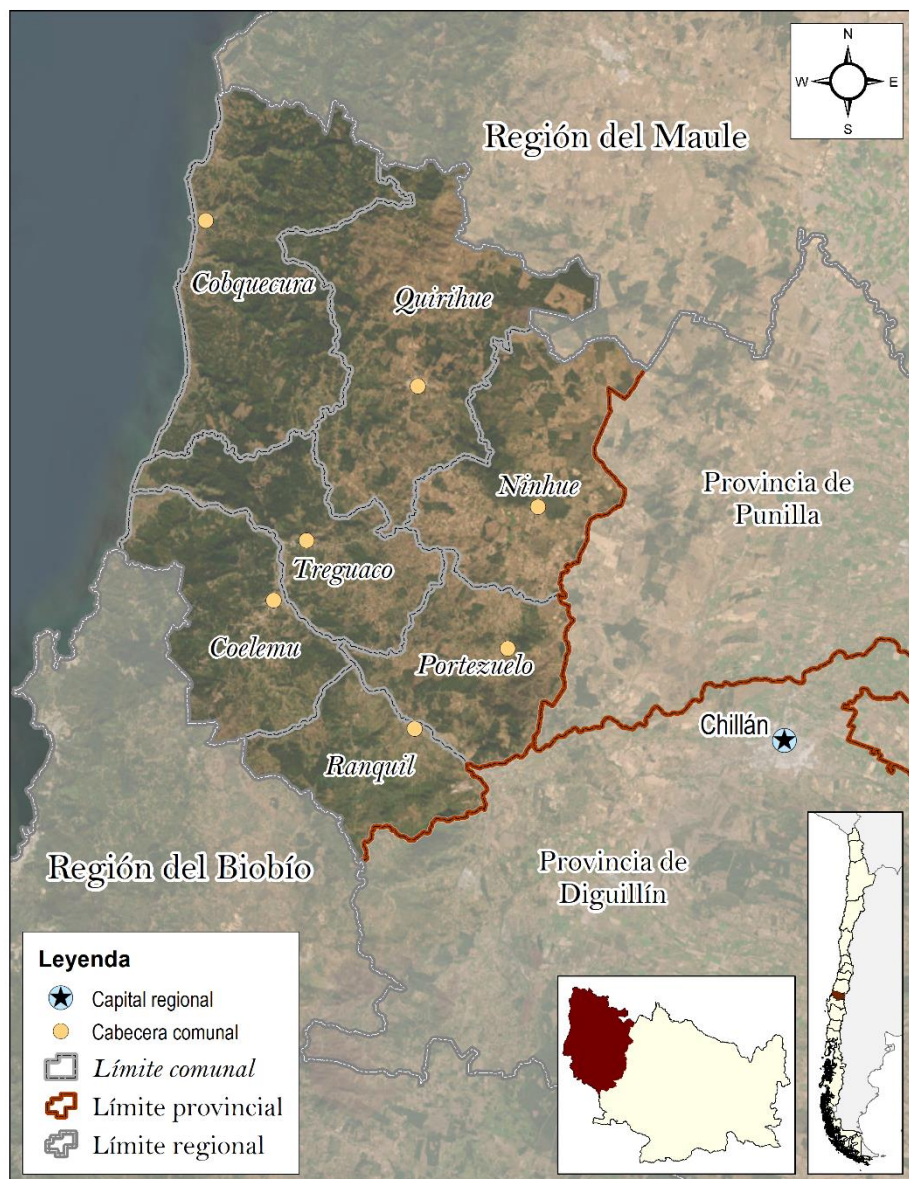 N
W
E
S
Región del Maule
Cobquecura
Quirihue
Ninhue
Provincia de
Punilla
Treguaco
Coelemu
Portezuelo
Chillán
Ranquil
Región del Biobío
Provincia de
Diguillín
Leyenda
Capital regional
Cabecera comunal
Límite comunal
Límite provincial
Límite regional